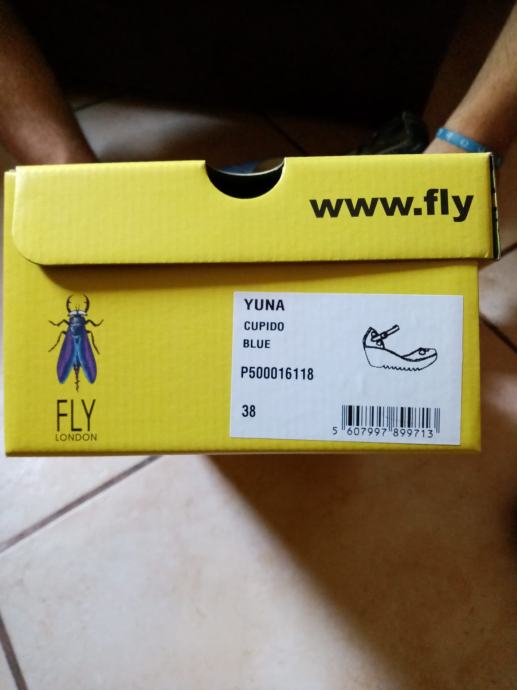 www.fly
YUNA
CUPIDO
BLUE
P500016118
38
5 607997 899713
FLY
LONDON